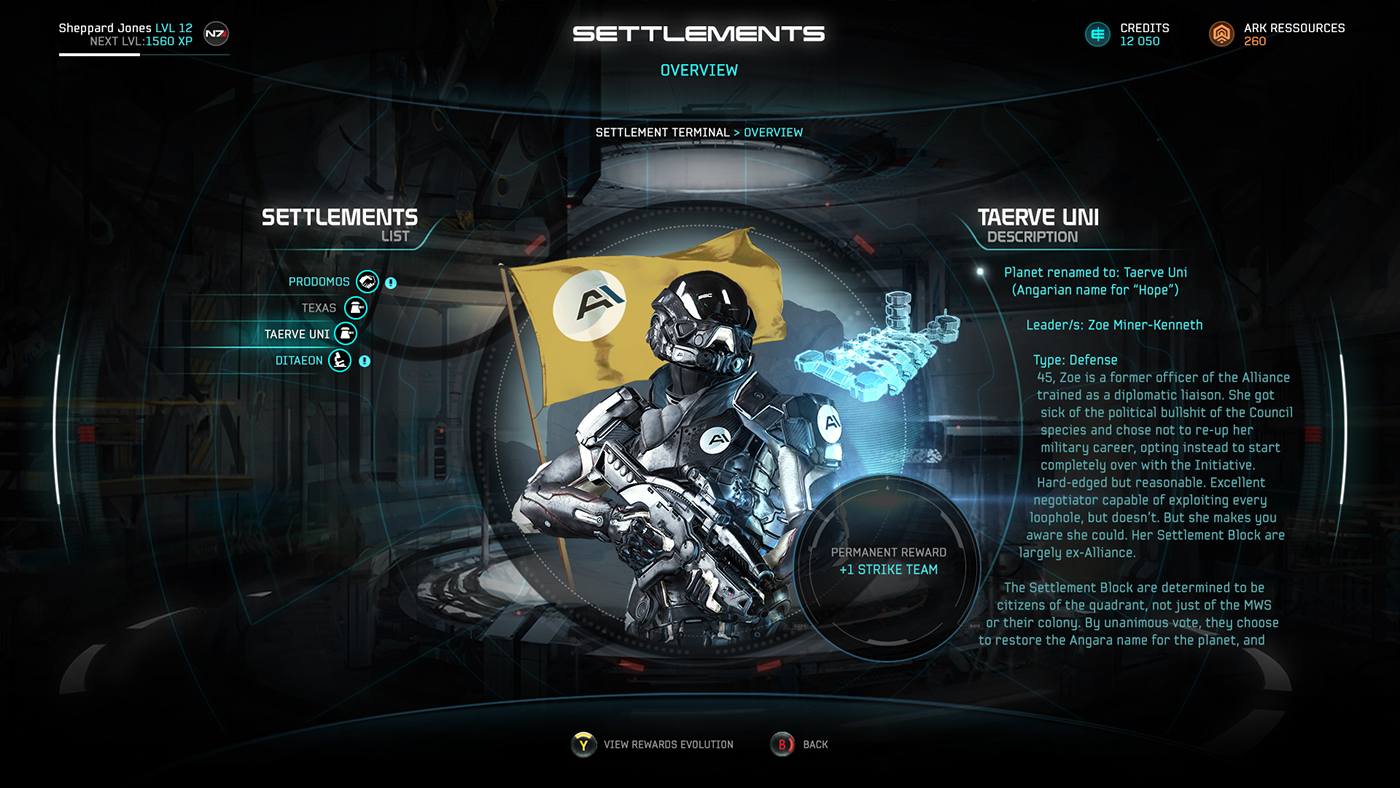 Sheppard Jones LVL 12
NEXT LVL:1560 XP
N7
SETTLEMENTS
OVERVIEW
CREDITS
12 050
ARK RESSOURCES
260
SETTLEMENT TERMINAL > OVERVIEW
SETTLEMENTS
LIST
PRODOMOS
TEXAS
TAERVE UNI
DITAEON
AI
AI
AI
PERMANENT REWARD
+1 STRIKE TEAM
TAERVE UNI
DESCRIPTION
Planet renamed to: Taerve Uni
(Angarian name for “Hope”)
Leader/s: Zoe Miner-Kenneth
Type: Defense
45, Zoe is a former officer of the Alliance
trained as a diplomatic liaison. She got
sick of the political bullshit of the Council
species and chose not to re-up her
military career, opting instead to start
completely over with the Initiative.
Hard-edged but reasonable. Excellent
negotiator capable of exploiting every
loophole, but doesn't. But she makes you
aware she could. Her Settlement Block are
largely ex-Alliance.
The Settlement Block are determined to be
citizens of the quadrant, not just of the MWS
or their colony. By unanimous vote, they choose
to restore the Angara name for the planet, and
Y VIEW REWARDS EVOLUTION
B BACK